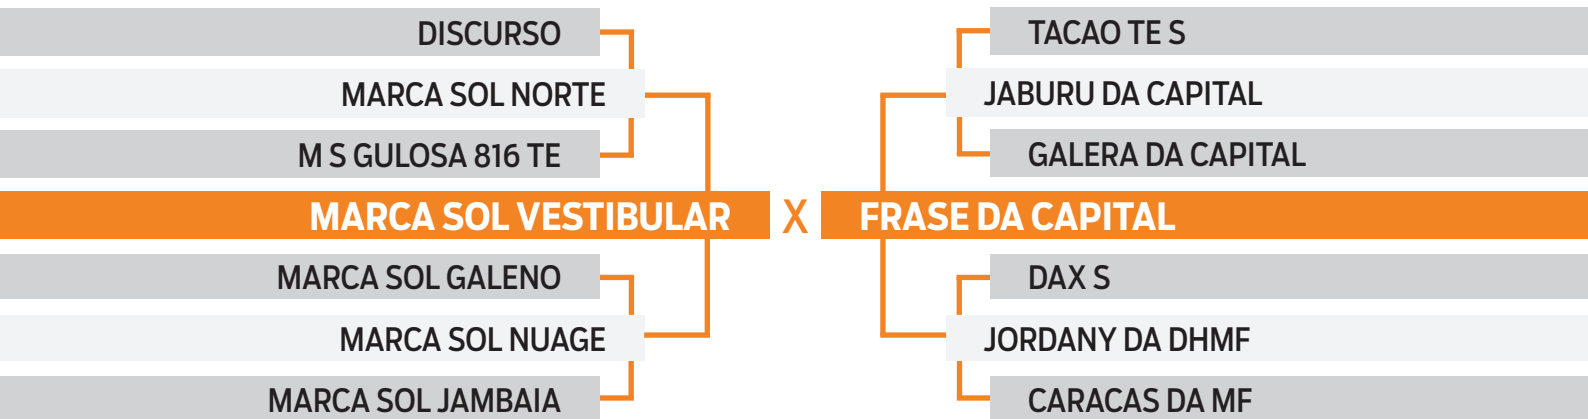 DISCURSO
TACAO TE S
MARCA SOL NORTE
JABURU DA CAPITAL
M S GULOSA 816 TE
GALERA DA CAPITAL
MARCA SOL VESTIBULAR X FRASE DA CAPITAL
MARCA SOL GALENO
DAX S
MARCA SOL NUAGE
JORDANY DA DHMF
MARCA SOL JAMBAIA
CARACAS DA MF